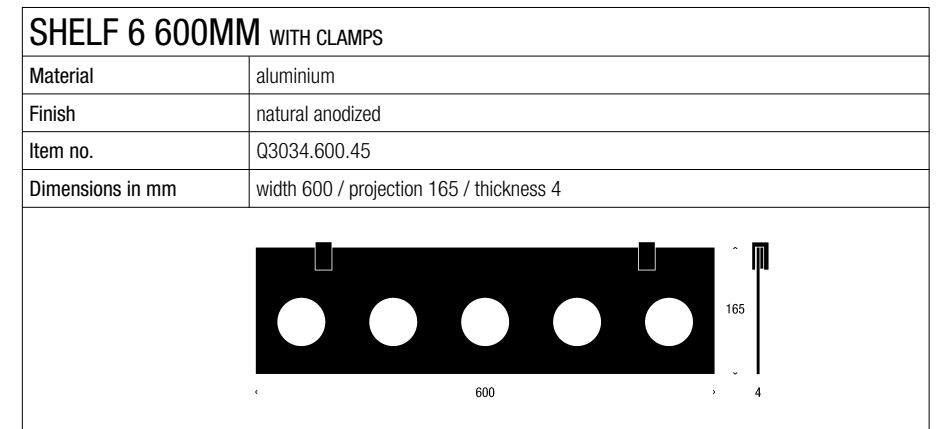 SHELF 6 600MM WITH CLAMPS
Material aluminium
Finish natural anodized
Item no. Q3034.600.45
Dimensions in mm width 600 / projection 165 / thickness 4
165
600 4